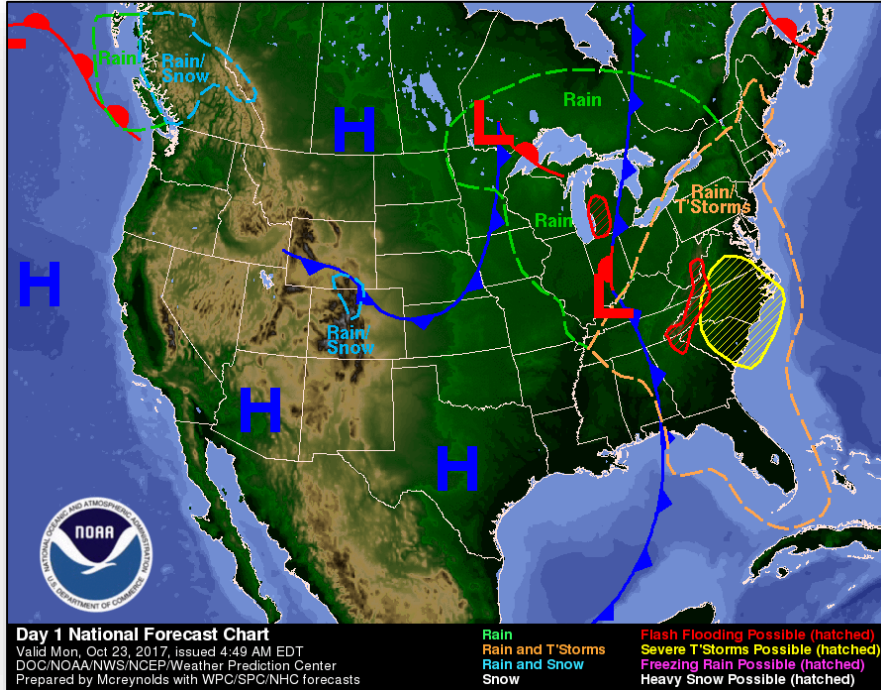 Rain
Rain/
Snow
H
L
Rain
Rain/
T'Storms
Rain
H
L
Rain/
Snow
H
H
NOAA
NATIONAL OCEANIC AND ATMOSPHERIC ADMINISTRATION
U.S. DEPARTMENT OF COMMERCE
Day 1 National Forecast Chart
Valid Mon, Oct 23, 2017, issued 4:49 AM EDT
DOC/NOAA/NWS/NCEP/Weather Prediction Center
Prepared by Mcreynolds with WPC/SPC/NHC forecasts
Rain
Rain and T'Storms
Rain and Snow
Snow
Flash Flooding Possible (hatched)
Severe T'Storms Possible (hatched)
Freezing Rain Possible (hatched)
Heavy Snow Possible (hatched)